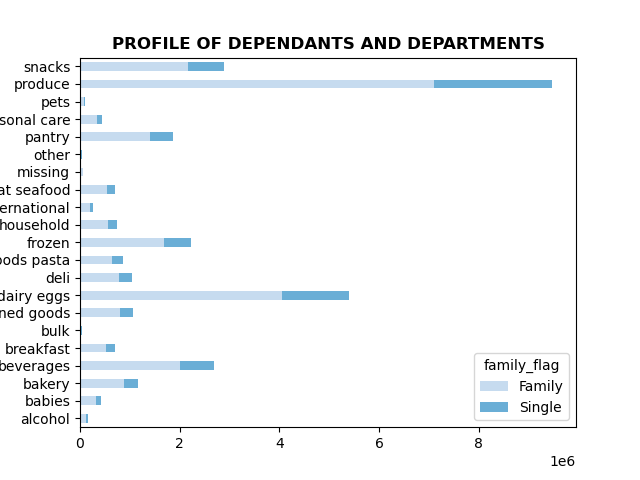 PROFILE OF DEPENDANTS AND DEPARTMENTS
snacks
produce
pets
sonal care
pantry
other
missing
at seafood
ernational
household
frozen
oods pasta
deli
dairy eggs
ned goods
bulk
breakfast
beverages
bakery
babies
alcohol
family_flag
Family
Single
0 2 4 6 8
1e6